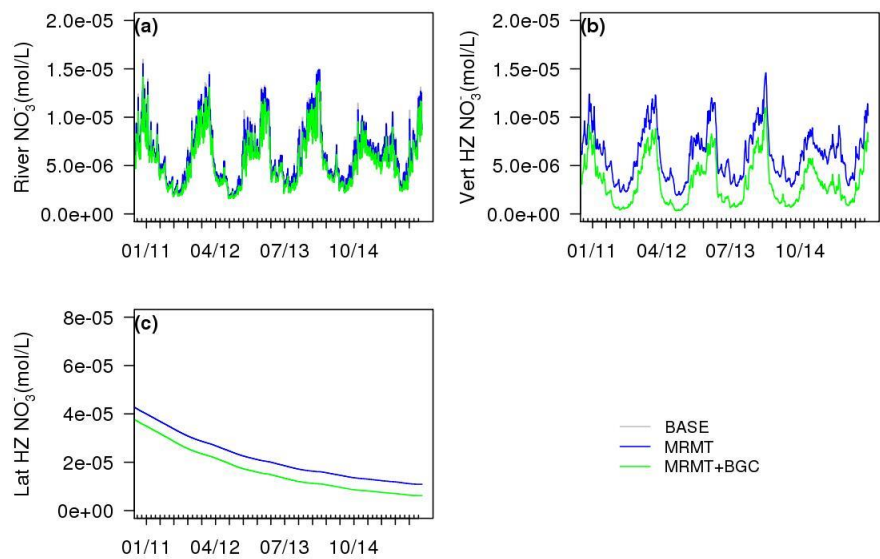 (a)
River NO₃⁻(mol/L)
2.0e-05
1.5e-05
1.0e-05
5.0e-06
0.0e+00
01/11 04/12 07/13 10/14
(b)
Vert HZ NO₃⁻(mol/L)
2.0e-05
1.5e-05
1.0e-05
5.0e-06
0.0e+00
01/11 04/12 07/13 10/14
(c)
Lat HZ NO₃⁻(mol/L)
8e-05
6e-05
4e-05
2e-05
0e+00
01/11 04/12 07/13 10/14
BASE
MRMT
MRMT+BGC